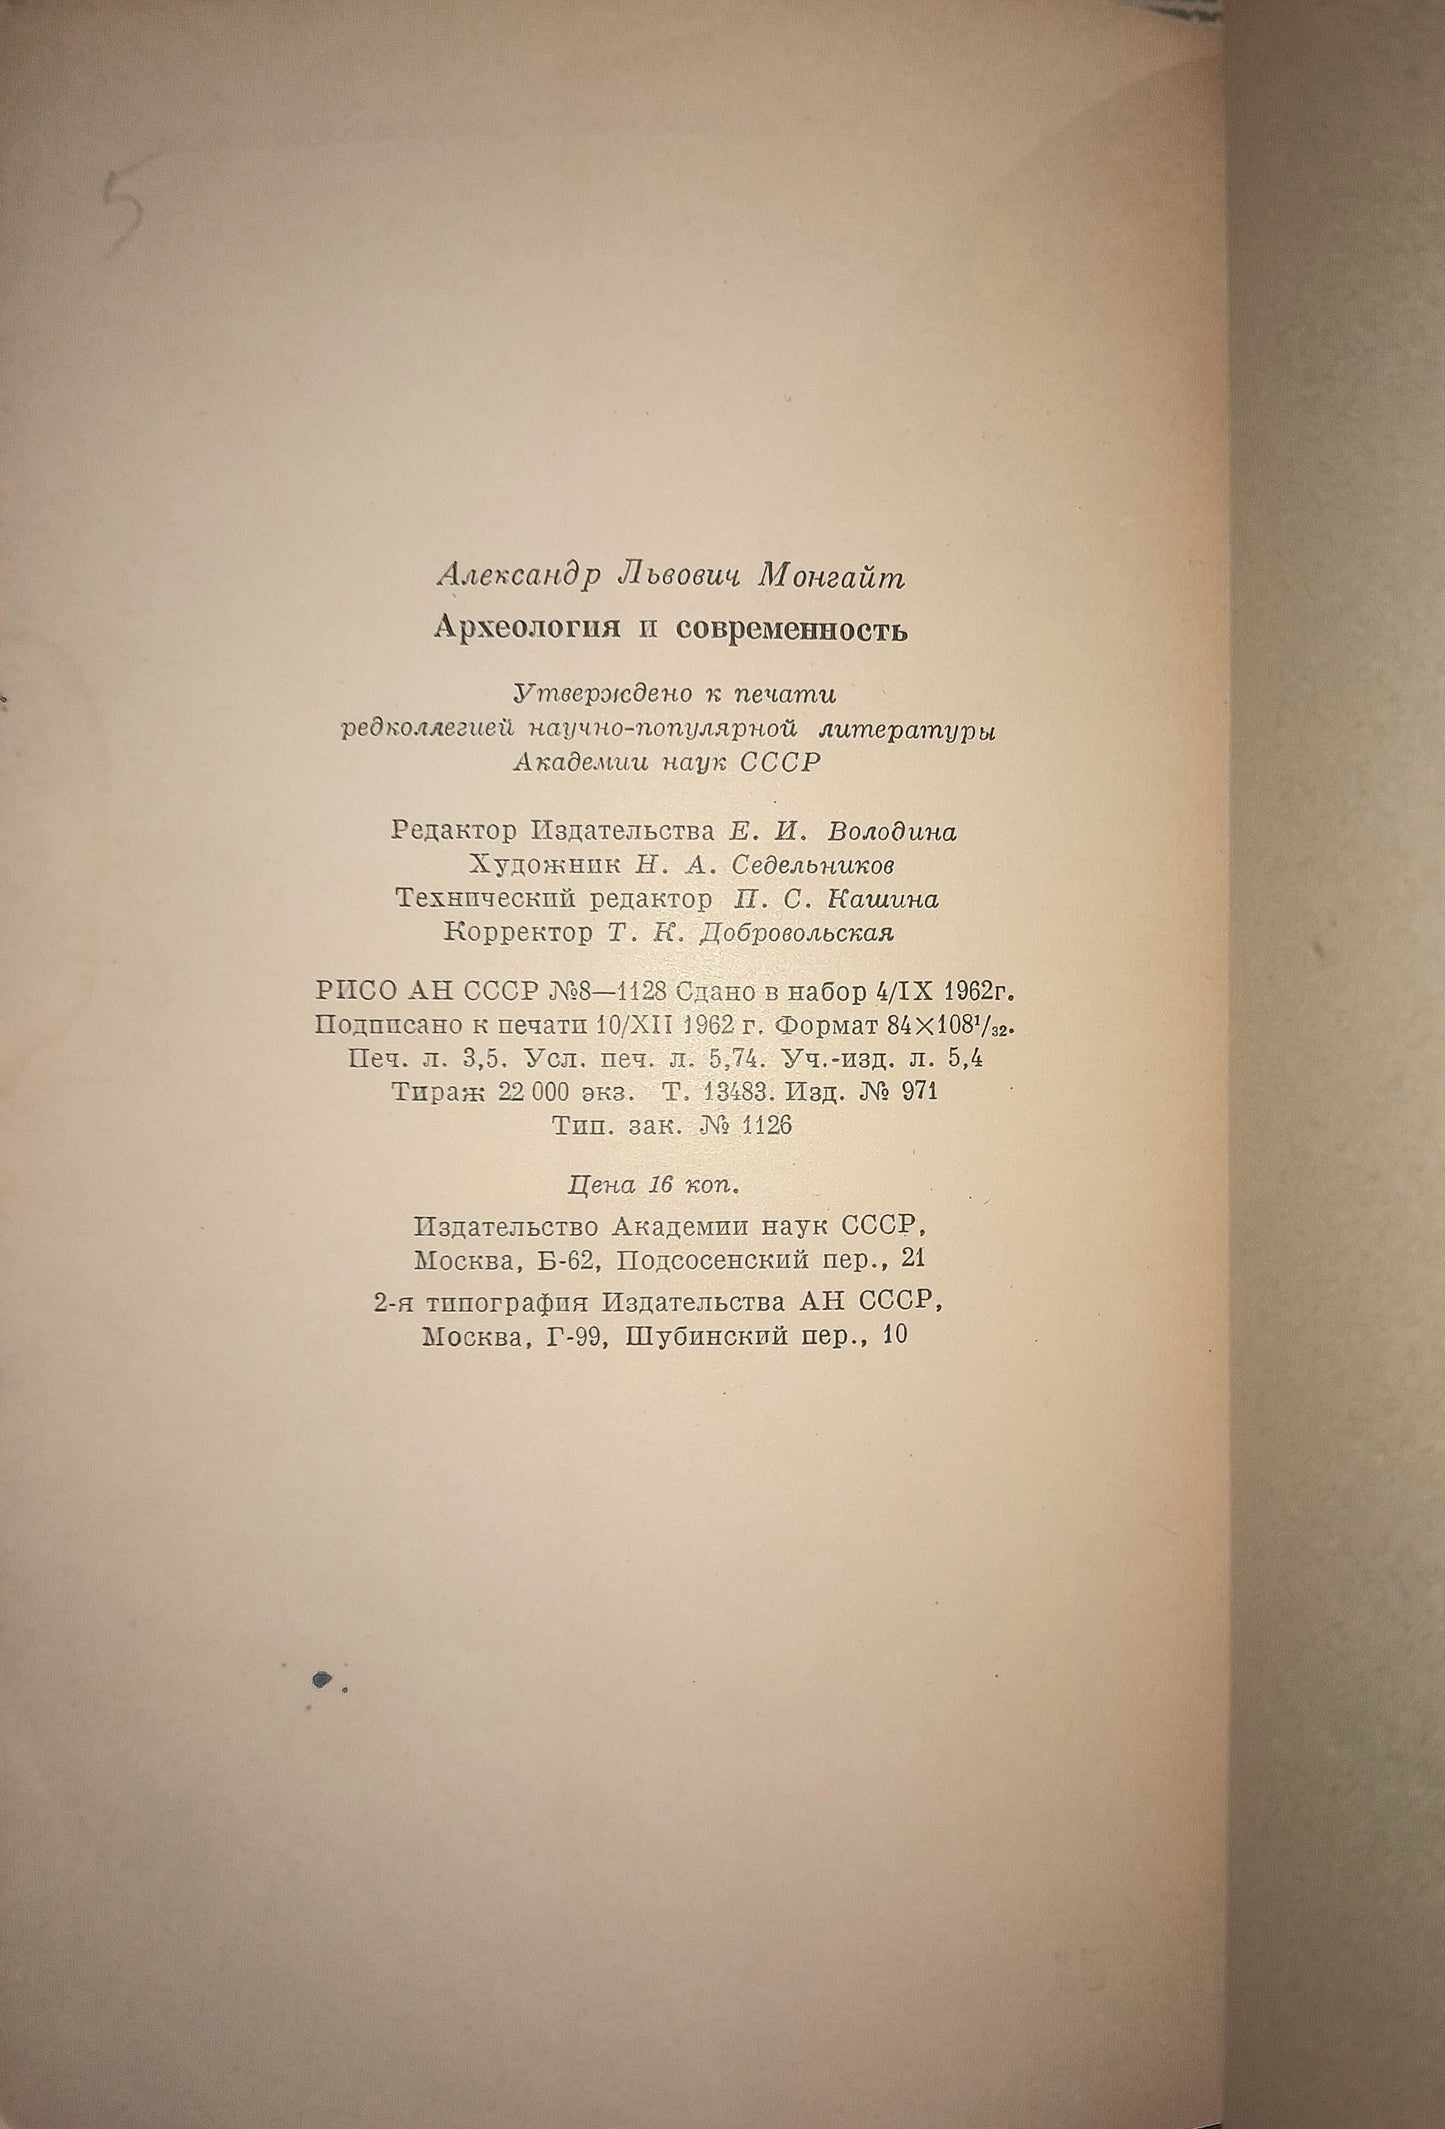 5
Александр Львович Монгайт
Археология и современность
Утверждено к печати
редколлегией научно-популярной литературы
Академии наук СССР
Редактор Издательства Е. И. Володина
Художник Н. А. Седельников
Технический редактор П. С. Кашина
Корректор Т. К. Добровольская
РИСО АН СССР №8—1128 Сдано в набор 4/IX 1962г.
Подписано к печати 10/XII 1962 г. Формат 84×108¹/₃₂.
Печ. л. 3,5. Усл. печ. л. 5,74. Уч.-изд. л. 5,4
Тираж 22 000 экз. Т. 13483. Изд. № 971
Тип. зак. № 1126
Цена 16 коп.
Издательство Академии наук СССР,
Москва, Б-62, Подсосенский пер., 21
2-я типография Издательства АН СССР,
Москва, Г-99, Шубинский пер., 10